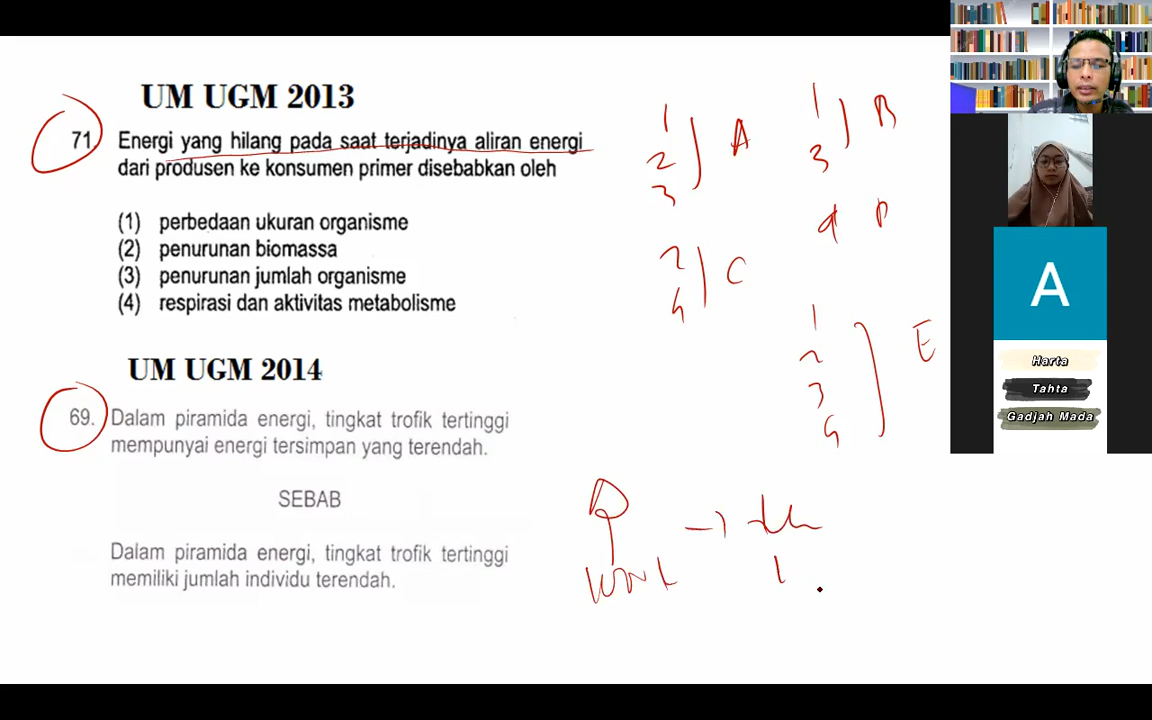 UM UGM 2013
71. Energi yang hilang pada saat terjadinya aliran energi
dari produsen ke konsumen primer disebabkan oleh
(1) perbedaan ukuran organisme
(2) penurunan biomassa
(3) penurunan jumlah organisme
(4) respirasi dan aktivitas metabolisme
UM UGM 2014
69. Dalam piramida energi, tingkat trofik tertinggi
mempunyai energi tersimpan yang terendah.
SEBAB
Dalam piramida energi, tingkat trofik tertinggi
memiliki jumlah individu terendah.
1
2
3
A
1
3
B
2
4
C
4 D
1
2
3
4
E
A
Harta
Tahta
Gadjah Mada